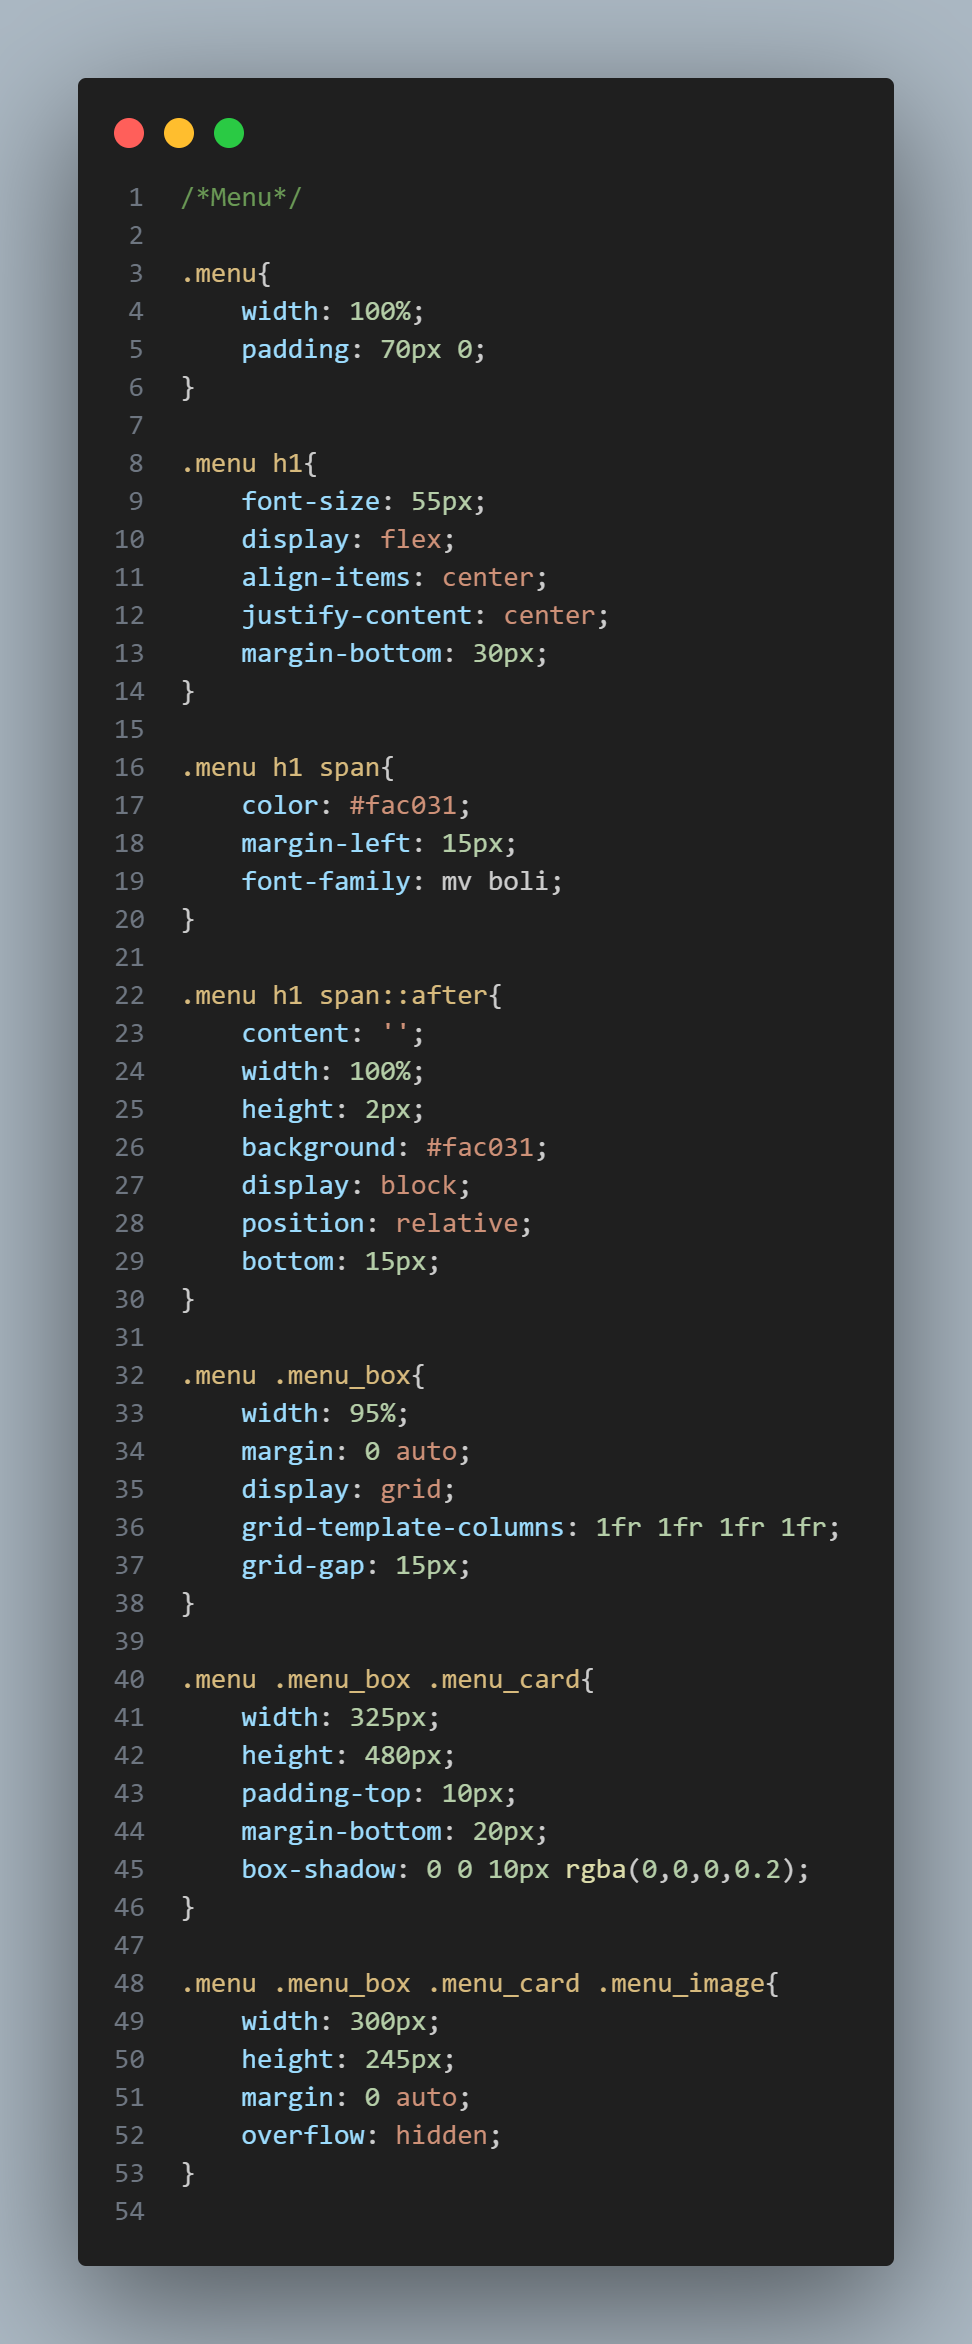 1 /*Menu*/
2
3 .menu{
4     width: 100%;
5     padding: 70px 0;
6 }
7
8 .menu h1{
9     font-size: 55px;
10     display: flex;
11     align-items: center;
12     justify-content: center;
13     margin-bottom: 30px;
14 }
15
16 .menu h1 span{
17     color: #fac031;
18     margin-left: 15px;
19     font-family: mv boli;
20 }
21
22 .menu h1 span::after{
23     content: '';
24     width: 100%;
25     height: 2px;
26     background: #fac031;
27     display: block;
28     position: relative;
29     bottom: 15px;
30 }
31
32 .menu .menu_box{
33     width: 95%;
34     margin: 0 auto;
35     display: grid;
36     grid-template-columns: 1fr 1fr 1fr 1fr;
37     grid-gap: 15px;
38 }
39
40 .menu .menu_box .menu_card{
41     width: 325px;
42     height: 480px;
43     padding-top: 10px;
44     margin-bottom: 20px;
45     box-shadow: 0 0 10px rgba(0,0,0,0.2);
46 }
47
48 .menu .menu_box .menu_card .menu_image{
49     width: 300px;
50     height: 245px;
51     margin: 0 auto;
52     overflow: hidden;
53 }
54